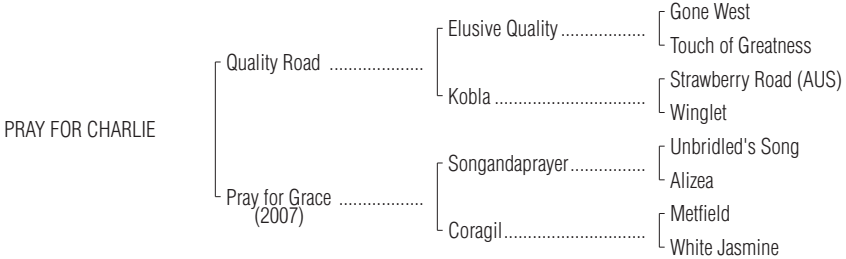 Gone West
Elusive Quality ...................
Touch of Greatness
Quality Road .....................
Strawberry Road (AUS)
Kobla .................................
Winglet
PRAY FOR CHARLIE
Unbridled's Song
Songandaprayer.................
Alizea
Pray for Grace ...................
(2007)
Metfield
Coragil...............................
White Jasmine